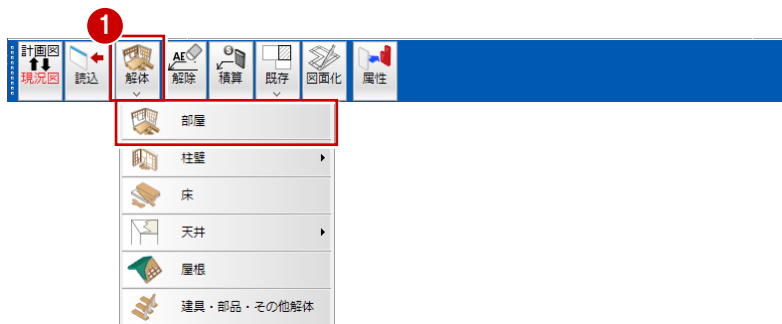 1
計画図
現況図
読込
解体
AE
解除
積算
既存
図面化
属性
部屋
柱壁
床
天井
屋根
建具・部品・その他解体